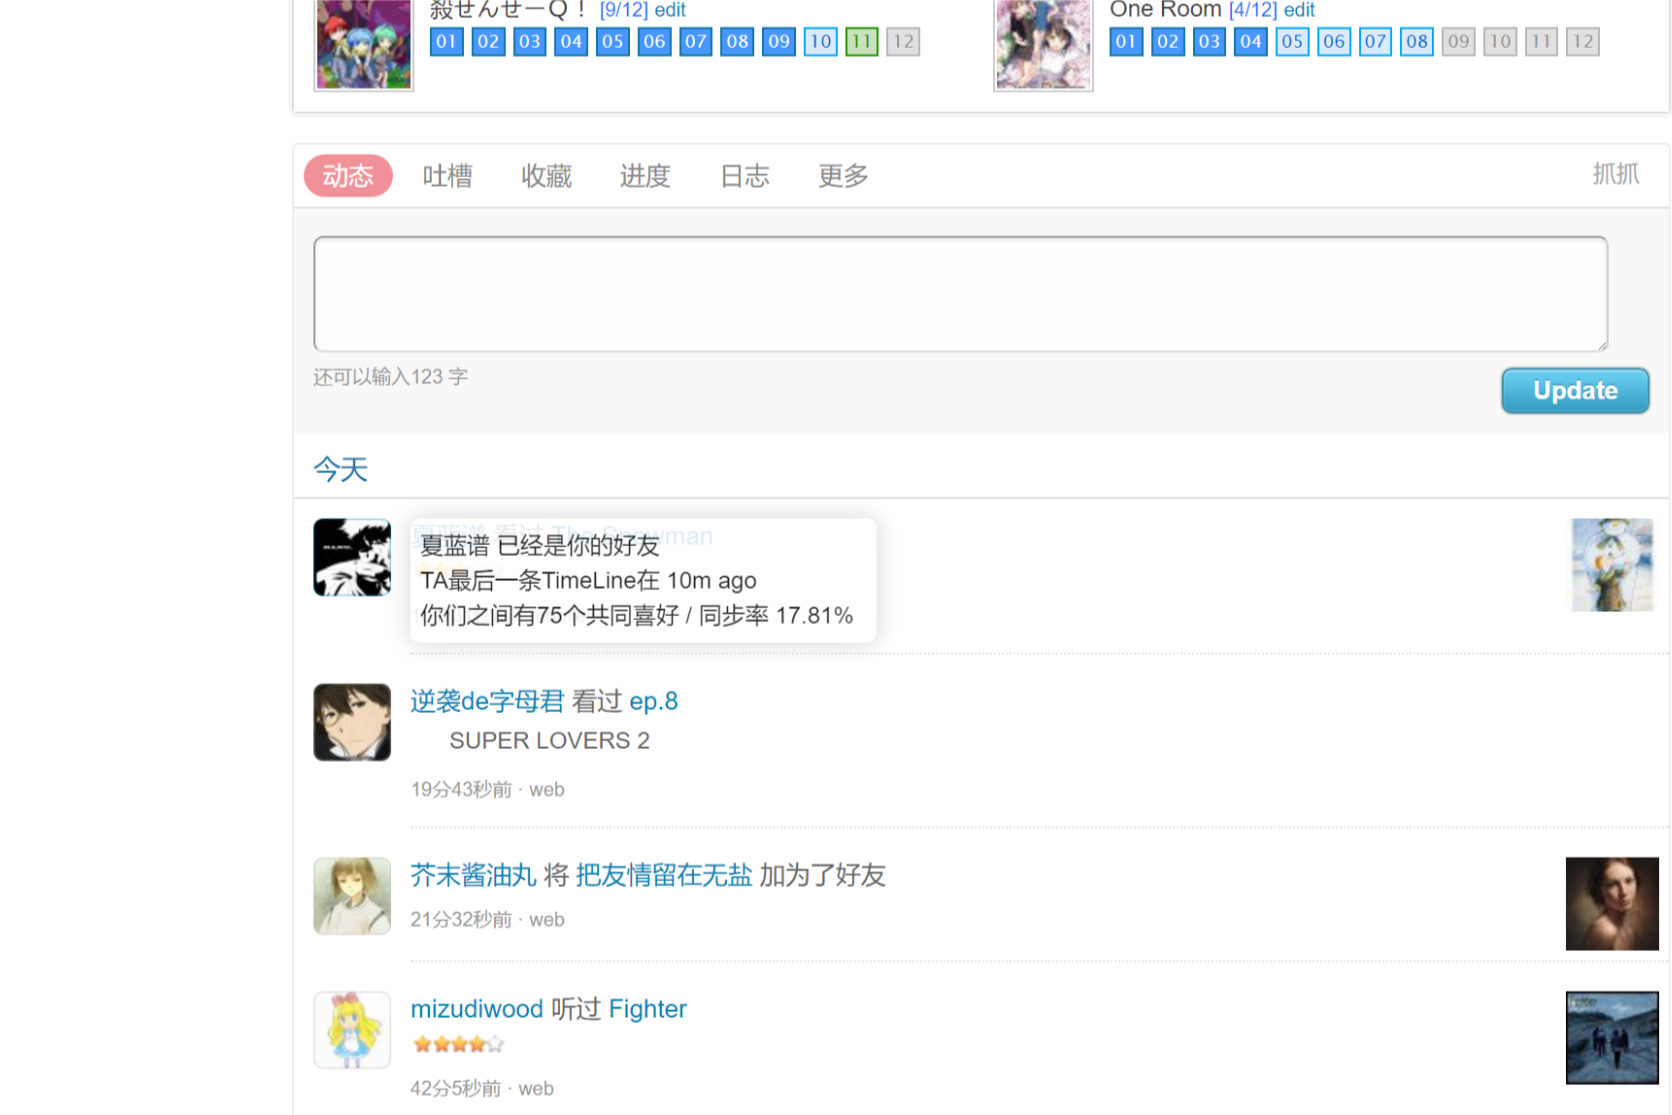 殺せんせーQ！ [9/12] edit
01 02 03 04 05 06 07 08 09 10 11 12
One Room [4/12] edit
01 02 03 04 05 06 07 08 09 10 11 12
动态 吐槽 收藏 进度 日志 更多 抓抓
还可以输入123 字
Update
今天
夏蓝谱 看过 The Snowman
夏蓝谱 已经是你的好友
TA最后一条TimeLine在 10m ago
你们之间有75个共同喜好 / 同步率 17.81%
逆袭de字母君 看过 ep.8
SUPER LOVERS 2
19分43秒前 · web
芥末酱油丸 将 把友情留在无盐 加为了好友
21分32秒前 · web
mizudiwood 听过 Fighter
42分5秒前 · web